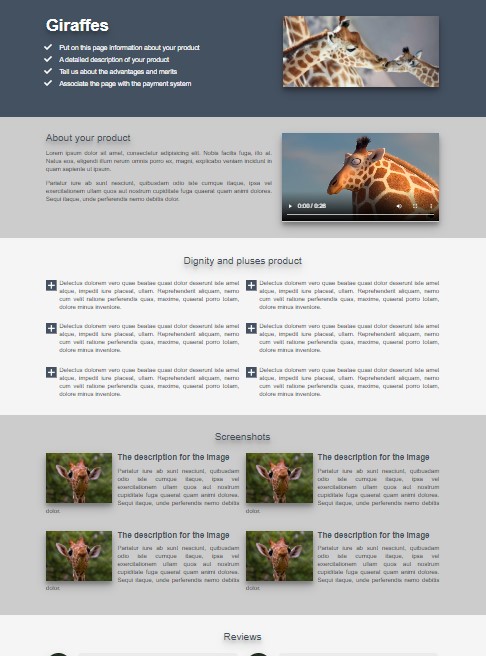 Giraffes
Put on this page information about your product
A detailed description of your product
Tell us about the advantages and merits
Associate the page with the payment system
About your product
Lorem ipsum dolor sit amet, consectetur adipisicing elit. Nobis facilis fuga, illo at.
Natus eos, eligendi illum rerum omnis porro ex, magni, explicabo veniam incidunt in
quam sapiente ut ipsum.
Pariatur iure ab sunt nesciunt, quibusdam odio iste cumque itaque, ipsa vel
exercitationem ullam quos aut nostrum cupiditate fuga quaerat quam animi dolores.
Sequi itaque, unde perferendis nemo debitis dolor.
0:00 / 0:28
Dignity and pluses product
Delectus dolorem vero quae beatae quasi dolor deserunt iste amet
atque, impedit iure placeat, ullam. Reprehenderit aliquam, nemo
cum velit ratione perferendis quas, maxime, quaerat porro totam,
dolore minus inventore.
Delectus dolorem vero quae beatae quasi dolor deserunt iste amet
atque, impedit iure placeat, ullam. Reprehenderit aliquam, nemo
cum velit ratione perferendis quas, maxime, quaerat porro totam,
dolore minus inventore.
Delectus dolorem vero quae beatae quasi dolor deserunt iste amet
atque, impedit iure placeat, ullam. Reprehenderit aliquam, nemo
cum velit ratione perferendis quas, maxime, quaerat porro totam,
dolore minus inventore.
Delectus dolorem vero quae beatae quasi dolor deserunt iste amet
atque, impedit iure placeat, ullam. Reprehenderit aliquam, nemo
cum velit ratione perferendis quas, maxime, quaerat porro totam,
dolore minus inventore.
Delectus dolorem vero quae beatae quasi dolor deserunt iste amet
atque, impedit iure placeat, ullam. Reprehenderit aliquam, nemo
cum velit ratione perferendis quas, maxime, quaerat porro totam,
dolore minus inventore.
Delectus dolorem vero quae beatae quasi dolor deserunt iste amet
atque, impedit iure placeat, ullam. Reprehenderit aliquam, nemo
cum velit ratione perferendis quas, maxime, quaerat porro totam,
dolore minus inventore.
Screenshots
The description for the image
Pariatur iure ab sunt nesciunt, quibusdam
odio iste cumque itaque, ipsa vel
exercitationem ullam quos aut nostrum
cupiditate fuga quaerat quam animi dolores.
Sequi itaque, unde perferendis nemo debitis
dolor.
The description for the image
Pariatur iure ab sunt nesciunt, quibusdam
odio iste cumque itaque, ipsa vel
exercitationem ullam quos aut nostrum
cupiditate fuga quaerat quam animi dolores.
Sequi itaque, unde perferendis nemo debitis
dolor.
The description for the image
Pariatur iure ab sunt nesciunt, quibusdam
odio iste cumque itaque, ipsa vel
exercitationem ullam quos aut nostrum
cupiditate fuga quaerat quam animi dolores.
Sequi itaque, unde perferendis nemo debitis
dolor.
The description for the image
Pariatur iure ab sunt nesciunt, quibusdam
odio iste cumque itaque, ipsa vel
exercitationem ullam quos aut nostrum
cupiditate fuga quaerat quam animi dolores.
Sequi itaque, unde perferendis nemo debitis
dolor.
Reviews